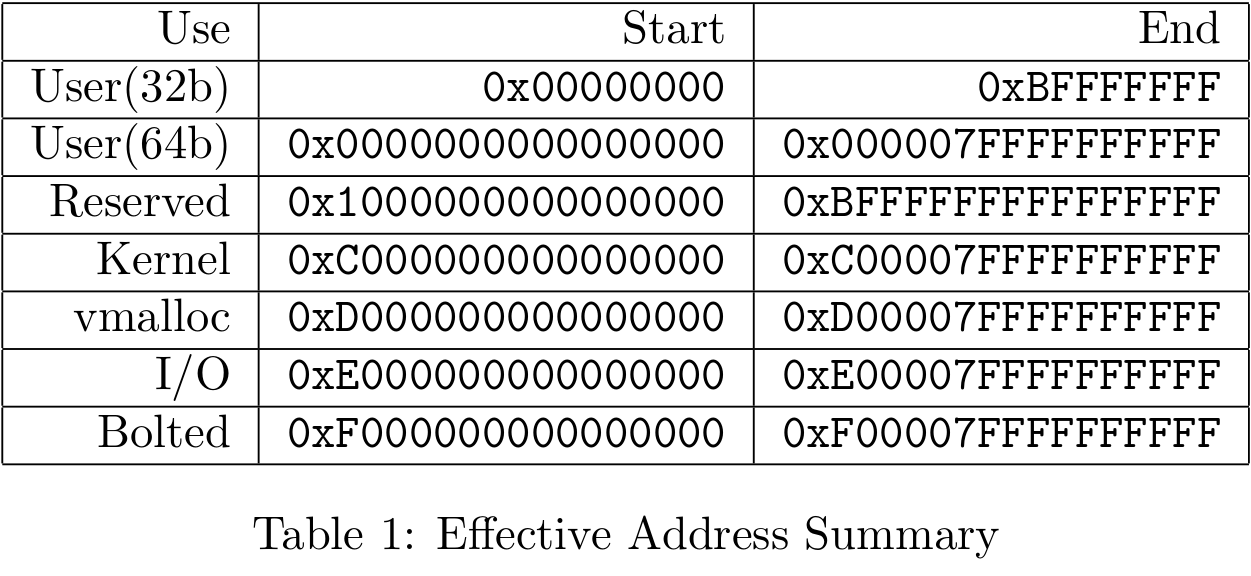 Use Start End
User(32b) 0x00000000 0xBFFFFFFF
User(64b) 0x0000000000000000 0x000007FFFFFFFFFF
Reserved 0x1000000000000000 0xBFFFFFFFFFFFFFFF
Kernel 0xC000000000000000 0xC00007FFFFFFFFFF
vmalloc 0xD000000000000000 0xD00007FFFFFFFFFF
I/O 0xE000000000000000 0xE00007FFFFFFFFFF
Bolted 0xF000000000000000 0xF00007FFFFFFFFFF
Table 1: Effective Address Summary